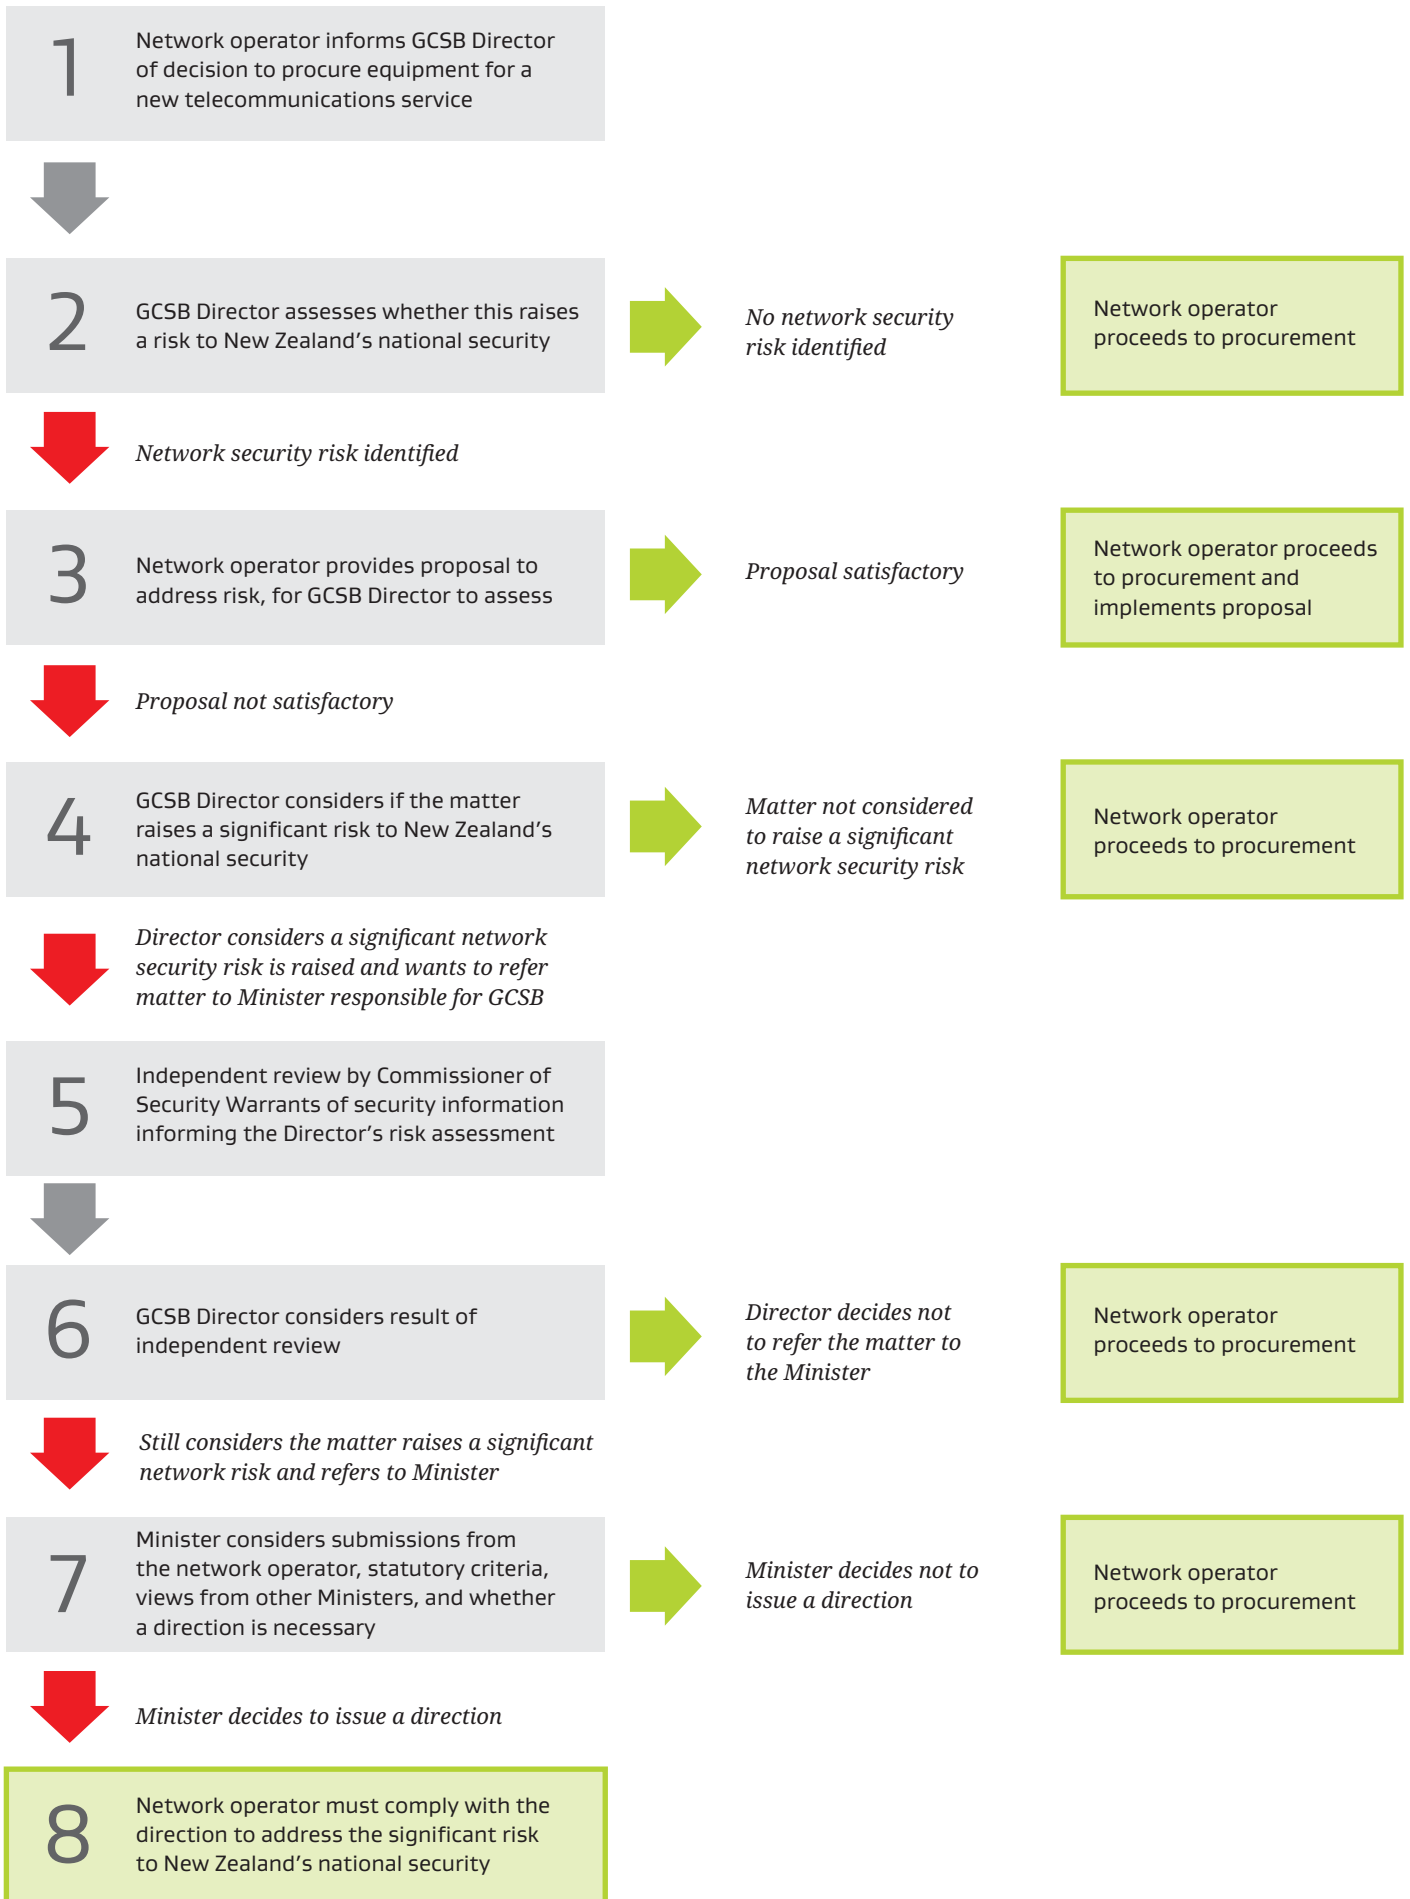 1
Network operator informs GCSB Director
of decision to procure equipment for a
new telecommunications service
2
GCSB Director assesses whether this raises
a risk to New Zealand's national security
No network security
risk identified
Network operator
proceeds to procurement
Network security risk identified
3
Network operator provides proposal to
address risk, for GCSB Director to assess
Proposal satisfactory
Network operator proceeds
to procurement and
implements proposal
Proposal not satisfactory
4
GCSB Director considers if the matter
raises a significant risk to New Zealand's
national security
Matter not considered
to raise a significant
network security risk
Network operator
proceeds to procurement
Director considers a significant network
security risk is raised and wants to refer
matter to Minister responsible for GCSB
5
Independent review by Commissioner of
Security Warrants of security information
informing the Director's risk assessment
6
GCSB Director considers result of
independent review
Director decides not
to refer the matter to
the Minister
Network operator
proceeds to procurement
Still considers the matter raises a significant
network risk and refers to Minister
7
Minister considers submissions from
the network operator, statutory criteria,
views from other Ministers, and whether
a direction is necessary
Minister decides not to
issue a direction
Network operator
proceeds to procurement
Minister decides to issue a direction
8
Network operator must comply with the
direction to address the significant risk
to New Zealand's national security